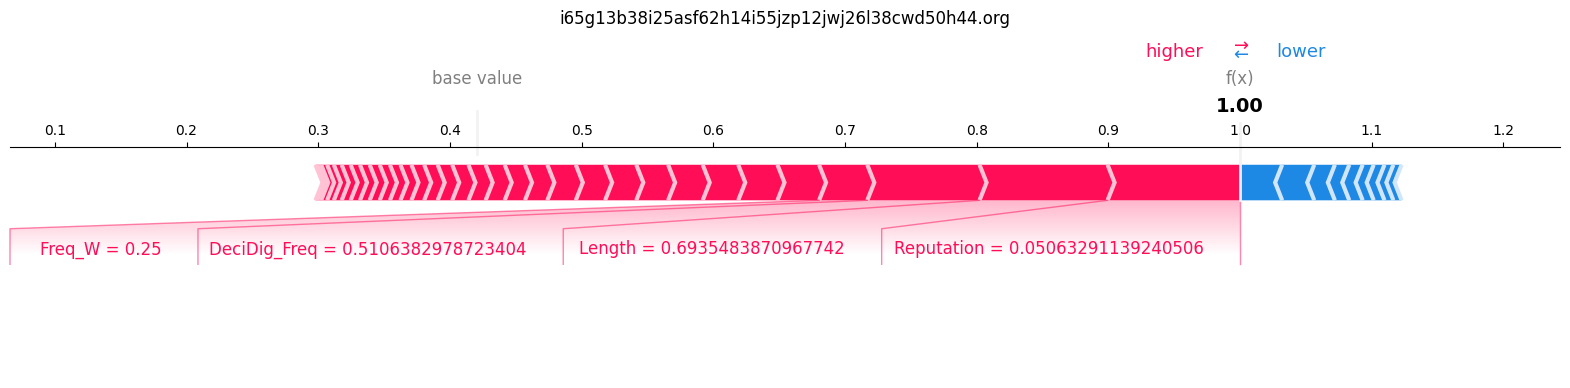 i65g13b38i25asf62h14i55jzp12jwj26l38cwd50h44.org
higher ⇄ lower
base value f(x)
1.00
0.1 0.2 0.3 0.4 0.5 0.6 0.7 0.8 0.9 1.0 1.1 1.2
Freq_W = 0.25 DeciDig_Freq = 0.5106382978723404 Length = 0.6935483870967742 Reputation = 0.05063291139240506